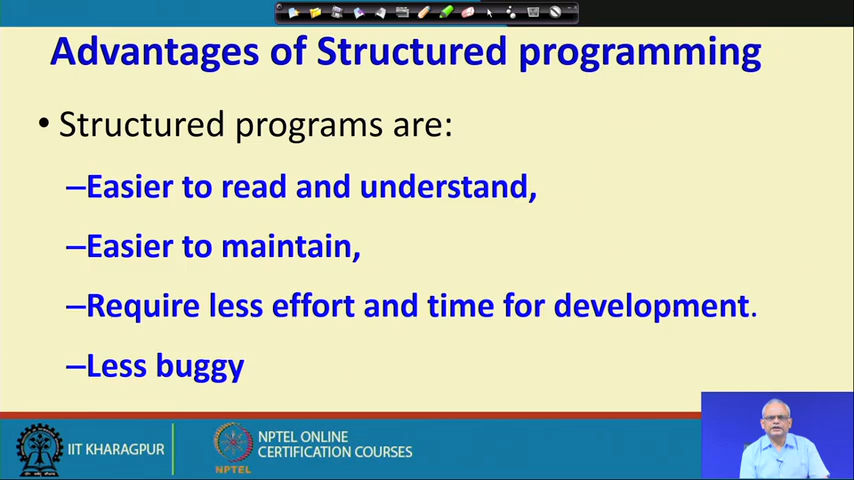 Advantages of Structured programming
• Structured programs are:
–Easier to read and understand,
–Easier to maintain,
–Require less effort and time for development.
–Less buggy
IIT KHARAGPUR
NPTEL
NPTEL ONLINE
CERTIFICATION COURSES